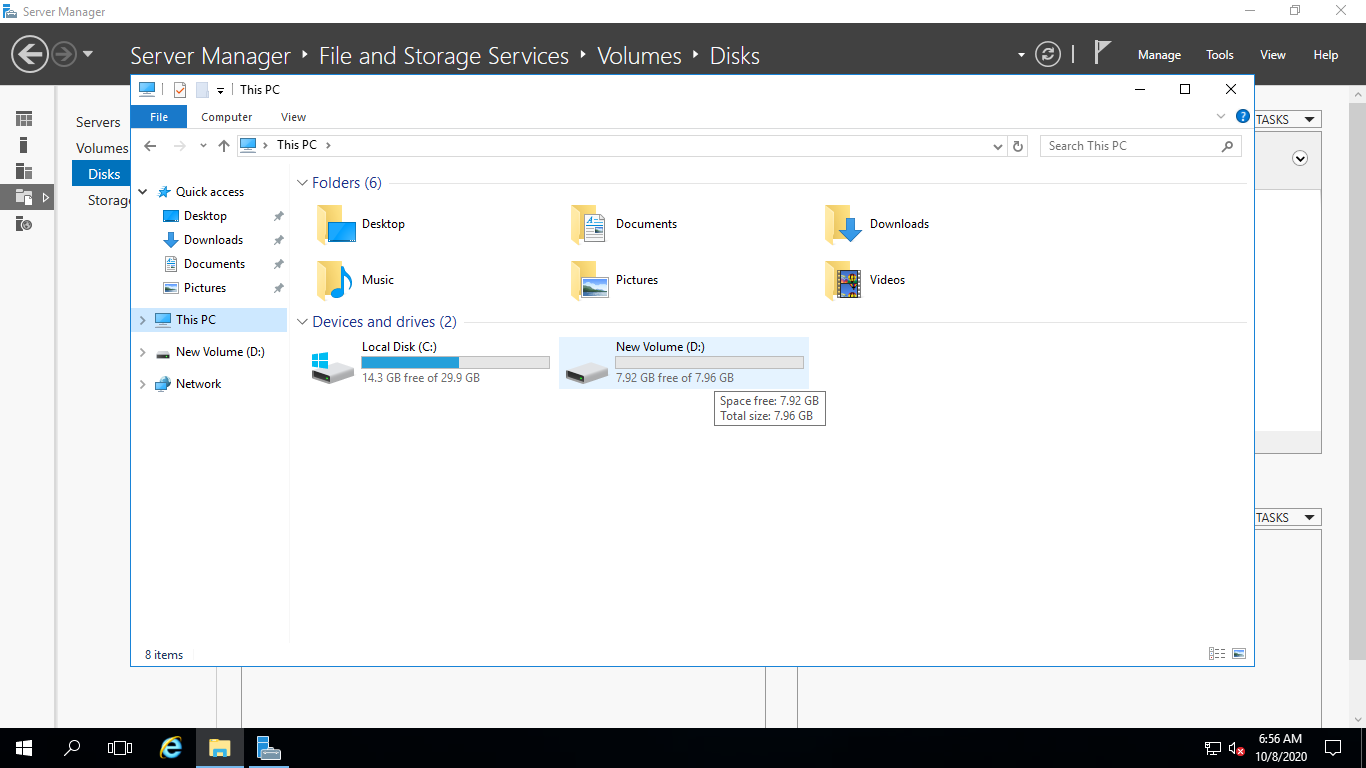 Server Manager
Server Manager ‣ File and Storage Services ‣ Volumes ‣ Disks
Manage Tools View Help
This PC
File Computer View
This PC
Search This PC
Servers
Volumes
Disks
Storag
TASKS
TASKS
Quick access
Desktop
Downloads
Documents
Pictures
This PC
New Volume (D:)
Network
Folders (6)
Desktop
Documents
Downloads
Music
Pictures
Videos
Devices and drives (2)
Local Disk (C:)
14.3 GB free of 29.9 GB
New Volume (D:)
7.92 GB free of 7.96 GB
Space free: 7.92 GB
Total size: 7.96 GB
8 items
6:56 AM
10/8/2020